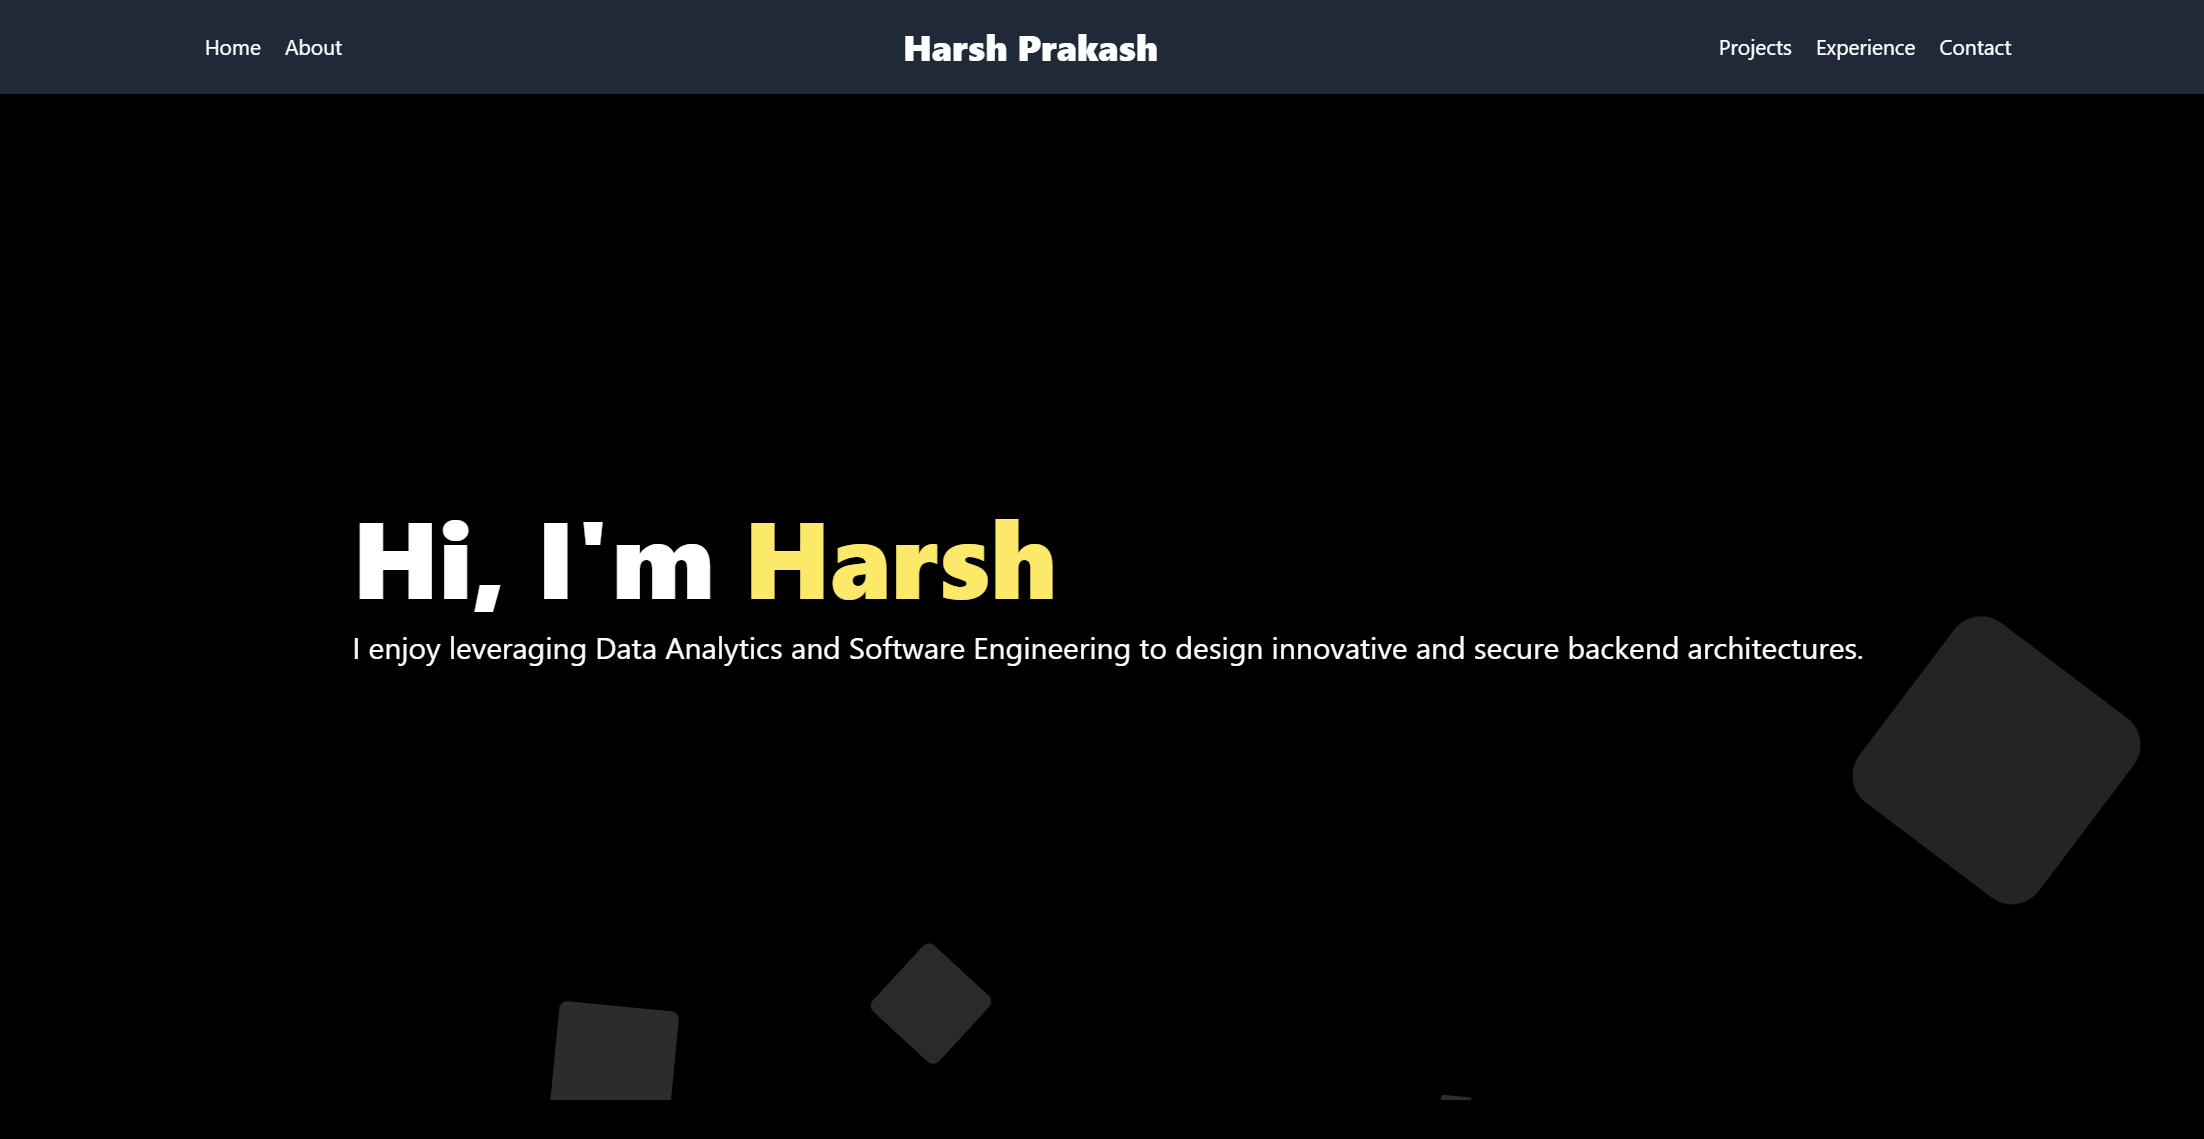 Home About Harsh Prakash Projects Experience Contact
Hi, I'm Harsh
I enjoy leveraging Data Analytics and Software Engineering to design innovative and secure backend architectures.